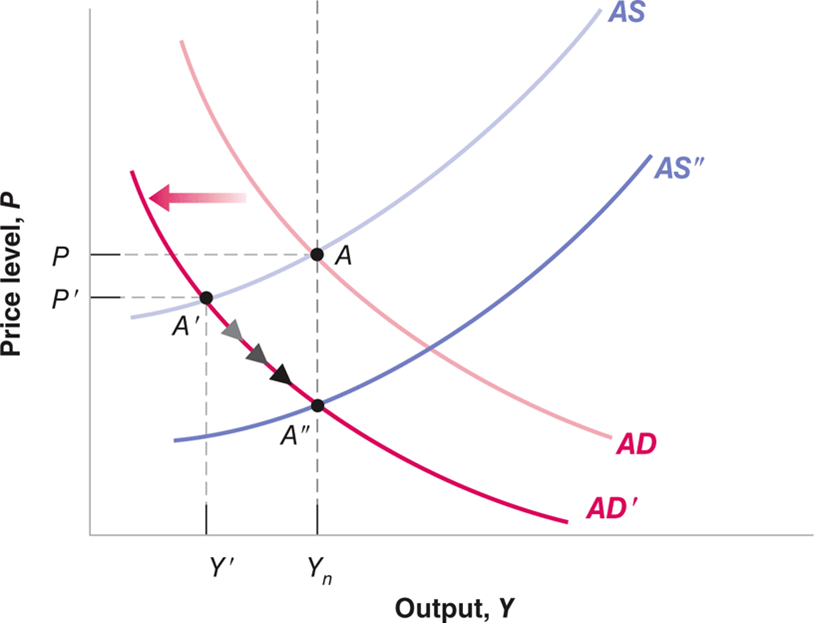 AS
AS″
Price level, P
P
A
P′
A′
A″
AD
AD′
Y′
Yn
Output, Y